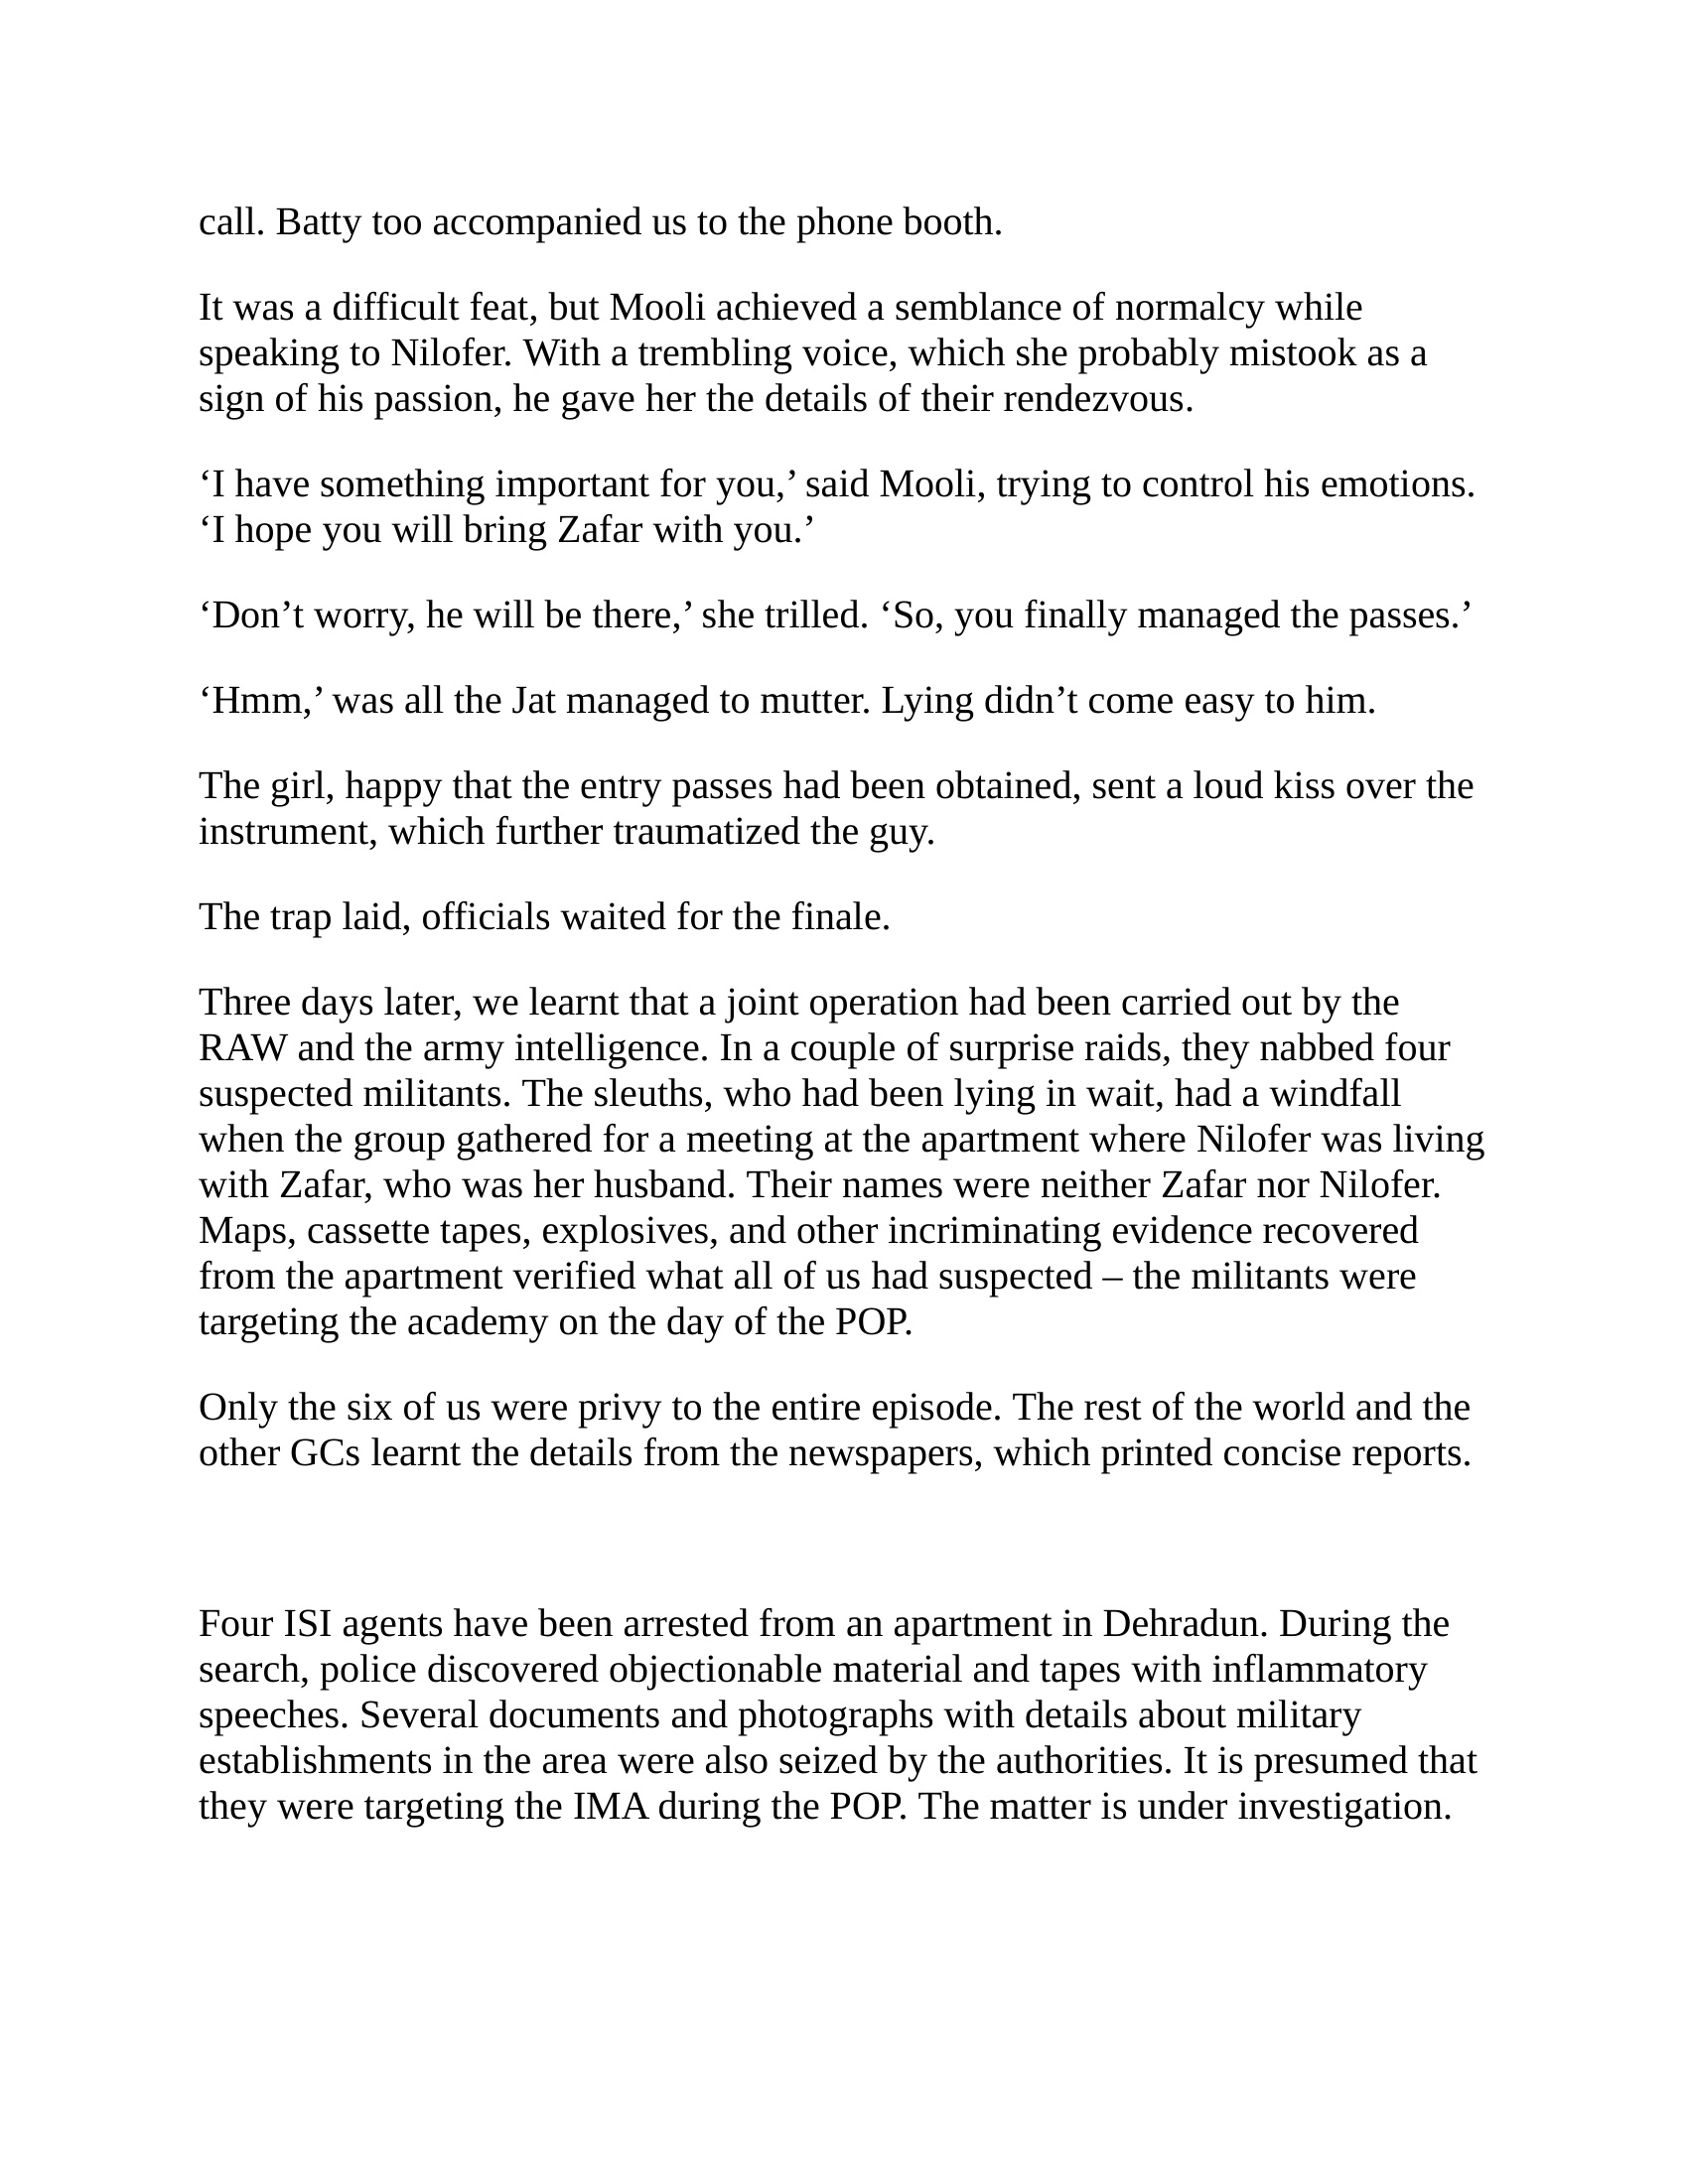 call. Batty too accompanied us to the phone booth.
It was a difficult feat, but Mooli achieved a semblance of normalcy while
speaking to Nilofer. With a trembling voice, which she probably mistook as a
sign of his passion, he gave her the details of their rendezvous.
‘I have something important for you,’ said Mooli, trying to control his emotions.
‘I hope you will bring Zafar with you.’
‘Don’t worry, he will be there,’ she trilled. ‘So, you finally managed the passes.’
‘Hmm,’ was all the Jat managed to mutter. Lying didn’t come easy to him.
The girl, happy that the entry passes had been obtained, sent a loud kiss over the
instrument, which further traumatized the guy.
The trap laid, officials waited for the finale.
Three days later, we learnt that a joint operation had been carried out by the
RAW and the army intelligence. In a couple of surprise raids, they nabbed four
suspected militants. The sleuths, who had been lying in wait, had a windfall
when the group gathered for a meeting at the apartment where Nilofer was living
with Zafar, who was her husband. Their names were neither Zafar nor Nilofer.
Maps, cassette tapes, explosives, and other incriminating evidence recovered
from the apartment verified what all of us had suspected – the militants were
targeting the academy on the day of the POP.
Only the six of us were privy to the entire episode. The rest of the world and the
other GCs learnt the details from the newspapers, which printed concise reports.
Four ISI agents have been arrested from an apartment in Dehradun. During the
search, police discovered objectionable material and tapes with inflammatory
speeches. Several documents and photographs with details about military
establishments in the area were also seized by the authorities. It is presumed that
they were targeting the IMA during the POP. The matter is under investigation.